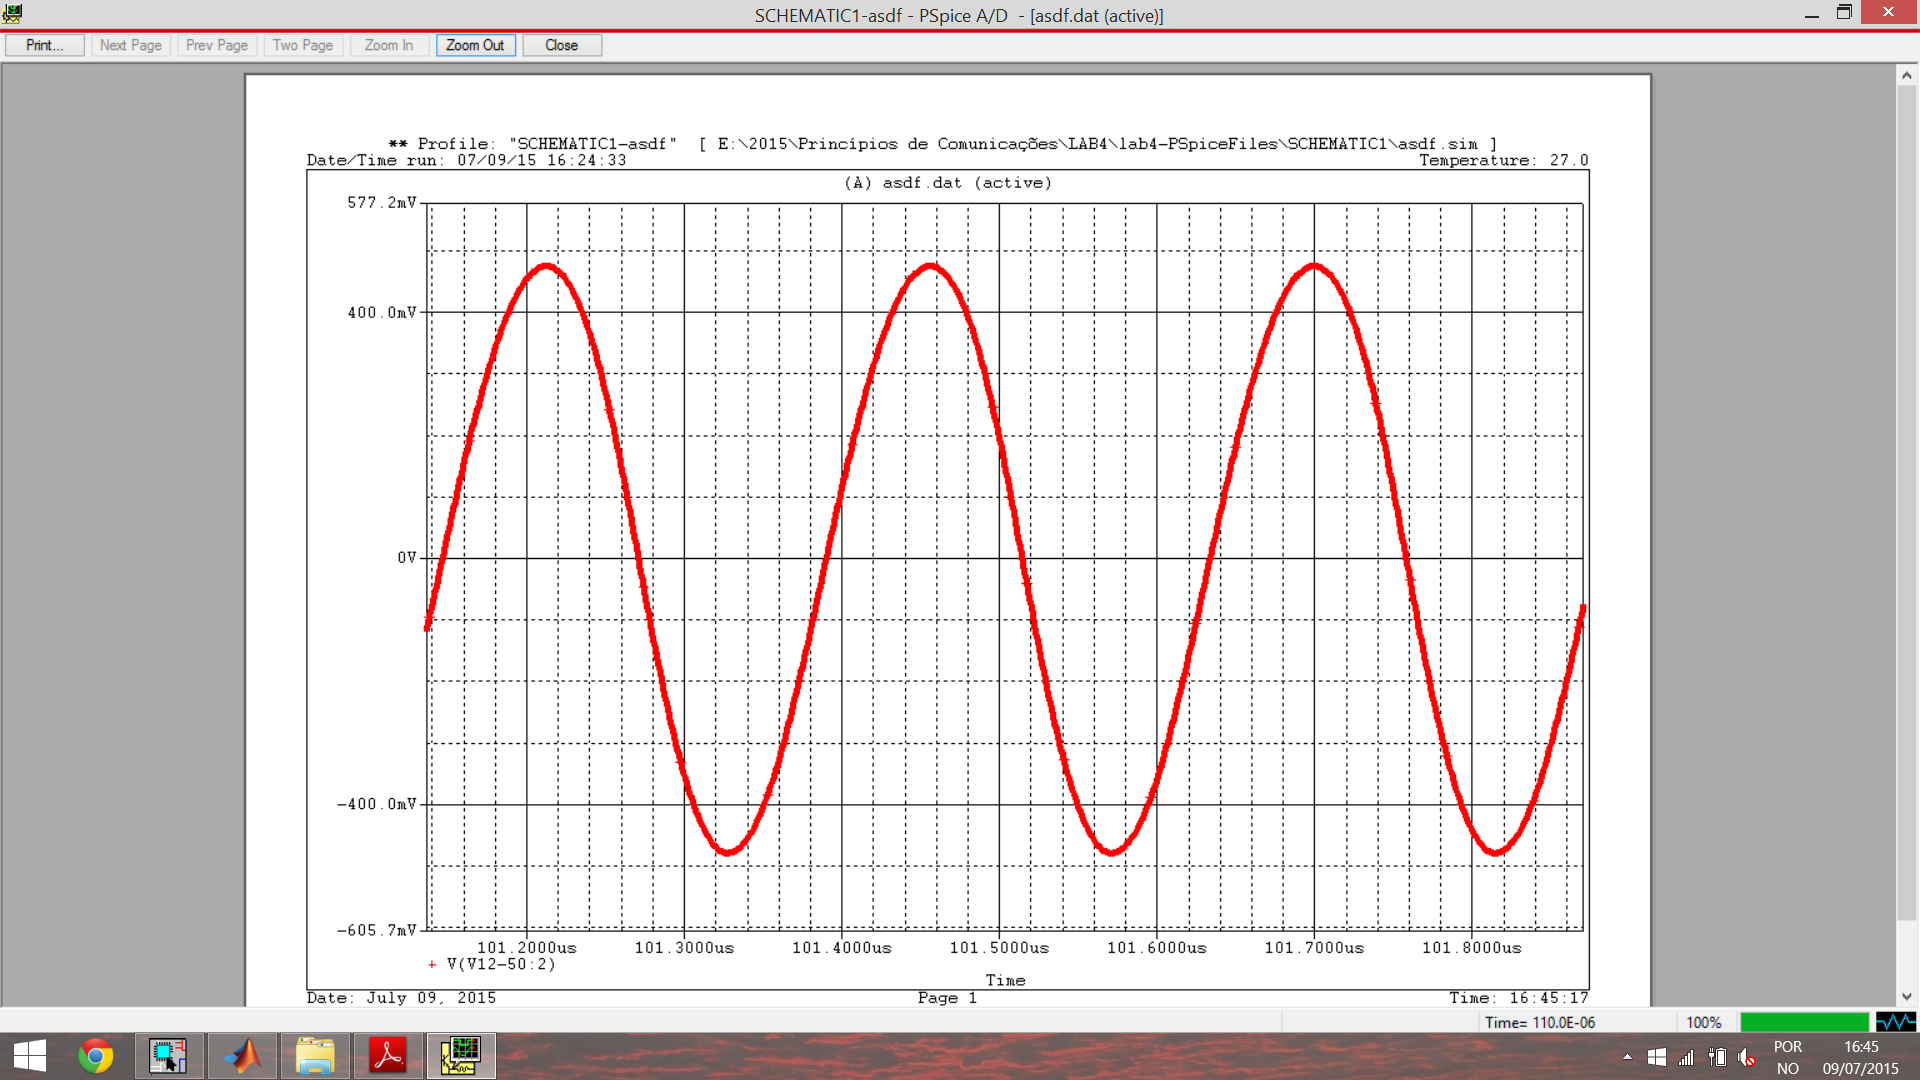 SCHEMATIC1-asdf - PSpice A/D - [asdf.dat (active)]
Print... Next Page Prev Page Two Page Zoom In Zoom Out Close
** Profile: "SCHEMATIC1-asdf" [ E:\2015\Princípios de Comunicações\LAB4\lab4-PSpiceFiles\SCHEMATIC1\asdf.sim ]
Date/Time run: 07/09/15 16:24:33 Temperature: 27.0
(A) asdf.dat (active)
577.2mV
400.0mV
0V
-400.0mV
-605.7mV
101.2000us 101.3000us 101.4000us 101.5000us 101.6000us 101.7000us 101.8000us
+ V(V12-50:2)
Time
Date: July 09, 2015 Page 1 Time: 16:45:17
Time= 110.0E-06 100%
POR 16:45
NO 09/07/2015